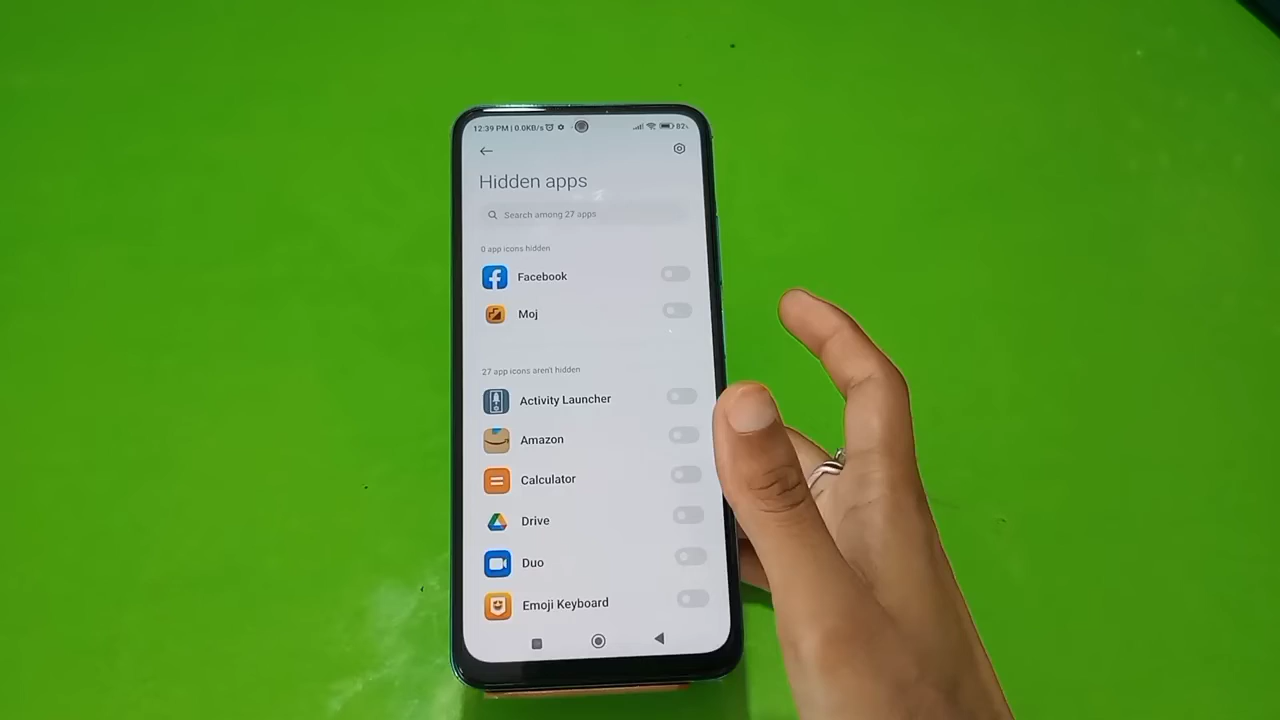 12:39 PM | 0.0KB/s
82
Hidden apps
Search among 27 apps
0 app icons hidden
Facebook
Moj
27 app icons aren't hidden
Activity Launcher
Amazon
Calculator
Drive
Duo
Emoji Keyboard